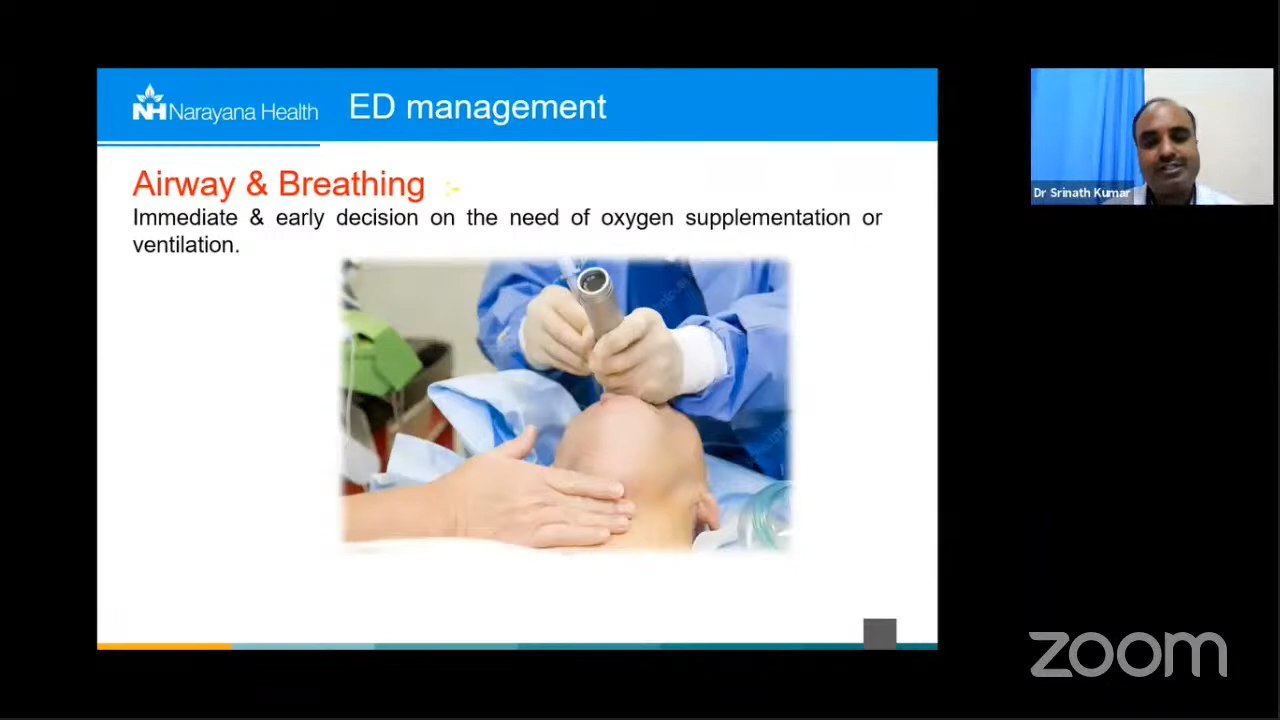 NH Narayana Health
ED management
Airway & Breathing
Immediate & early decision on the need of oxygen supplementation or
ventilation.
Dr Srinath Kumar
zoom